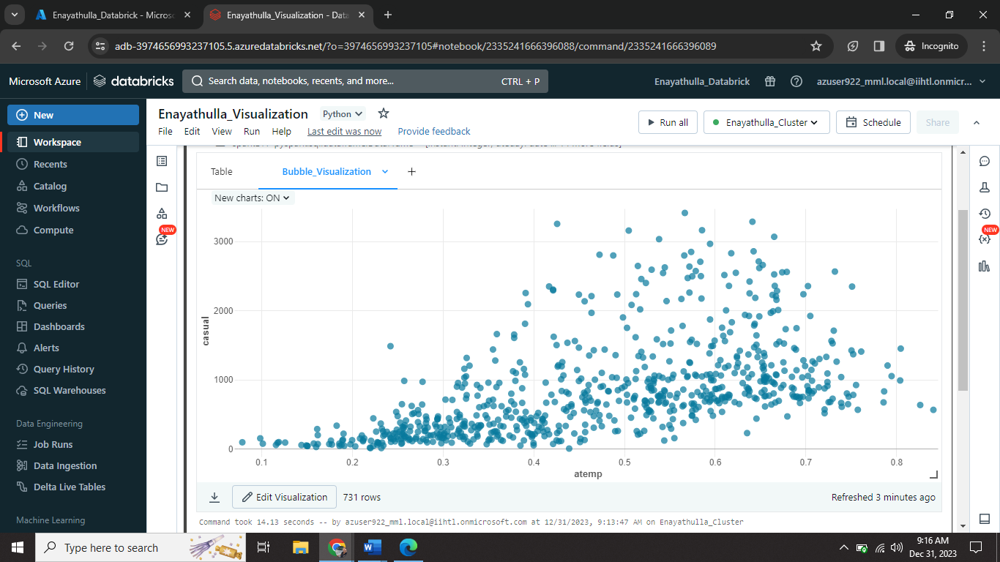 Enayathulla_Databrick - Micros
Enayathulla_Visualization - Data
adb-3974656993237105.5.azuredatabricks.net/?o=3974656993237105#notebook/2335241666396088/command/2335241666396089
Incognito
Microsoft Azure
databricks
Search data, notebooks, recents, and more...
CTRL + P
Enayathulla_Databrick
azuser922_mml.local@iihtl.onmicr...
New
Workspace
Recents
Catalog
Workflows
Compute
SQL
SQL Editor
Queries
Dashboards
Alerts
Query History
SQL Warehouses
Data Engineering
Job Runs
Data Ingestion
Delta Live Tables
Machine Learning
Enayathulla_Visualization
Python
Run all
Enayathulla_Cluster
Schedule
Share
File Edit View Run Help Last edit was now Provide feedback
NEW
NEW
Table
Bubble_Visualization
New charts: ON
3000
2000
1000
0
casual
0.1 0.2 0.3 0.4 0.5 0.6 0.7 0.8
atemp
Edit Visualization
731 rows
Refreshed 3 minutes ago
Command took 14.13 seconds -- by azuser922_mml.local@iihtl.onmicrosoft.com at 12/31/2023, 9:13:47 AM on Enayathulla_Cluster
Type here to search
9:16 AM
Dec 31, 2023